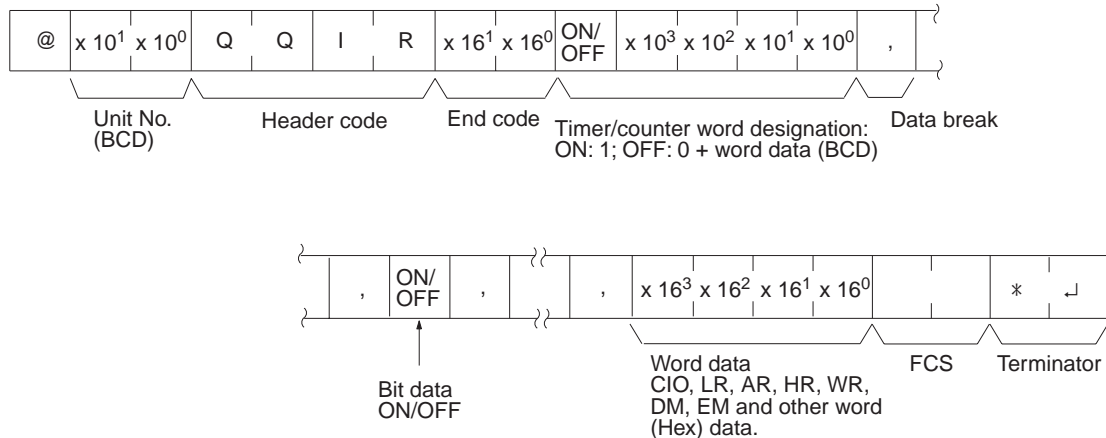 @ x 10¹ x 10⁰ Q Q I R x 16¹ x 16⁰ ON/OFF x 10³ x 10² x 10¹ x 10⁰ ,
Unit No.
(BCD)
Header code
End code
Timer/counter word designation:
ON: 1; OFF: 0 + word data (BCD)
Data break
, ON/OFF , , x 16³ x 16² x 16¹ x 16⁰ * ↵
Bit data
ON/OFF
Word data
CIO, LR, AR, HR, WR,
DM, EM and other word
(Hex) data.
FCS
Terminator